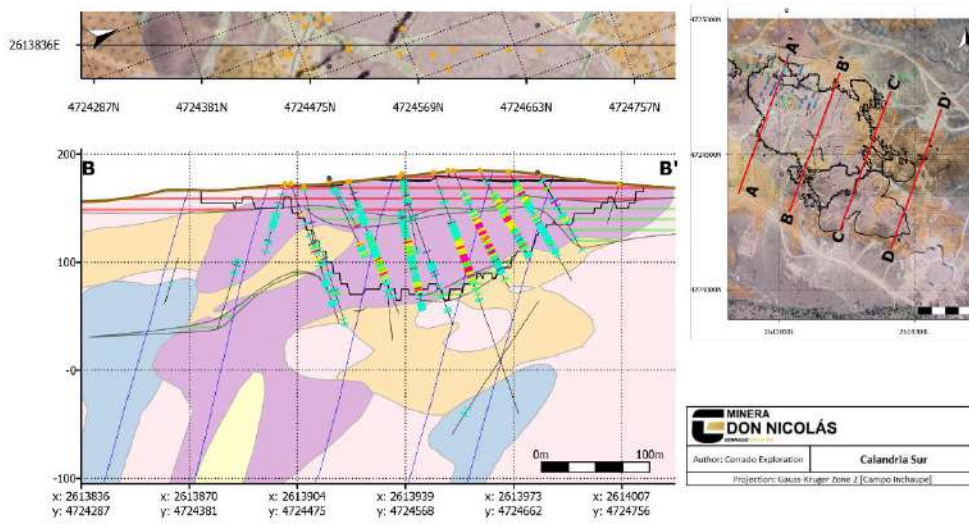 2613836E
4724287N 4724381N 4724475N 4724569N 4724663N 4724757N
200
B B'
100
-0
-100
0m 100m
x: 2613836 x: 2613870 x: 2613904 x: 2613939 x: 2613973 x: 2614007
y: 4724287 y: 4724381 y: 4724475 y: 4724568 y: 4724662 y: 4724756
A' B' C' D'
A B C D
MINERA
DON NICOLÁS
Author: Cerrado Exploration Calandria Sur
Projection: Gauss-Kruger Zone 2 [Campo Inchauspe]